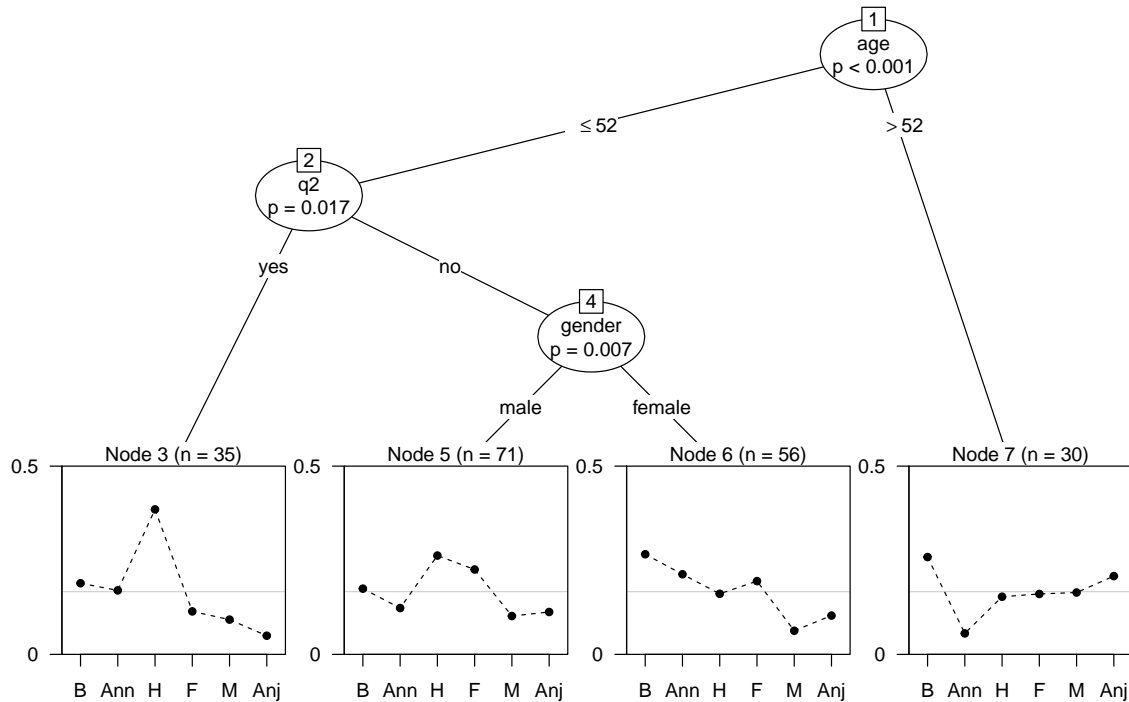 1
age
p < 0.001
≤ 52
> 52
2
q2
p = 0.017
yes
no
4
gender
p = 0.007
male
female
Node 3 (n = 35)
0.5
0
B Ann H F M Anj
Node 5 (n = 71)
0.5
0
B Ann H F M Anj
Node 6 (n = 56)
0.5
0
B Ann H F M Anj
Node 7 (n = 30)
0.5
0
B Ann H F M Anj